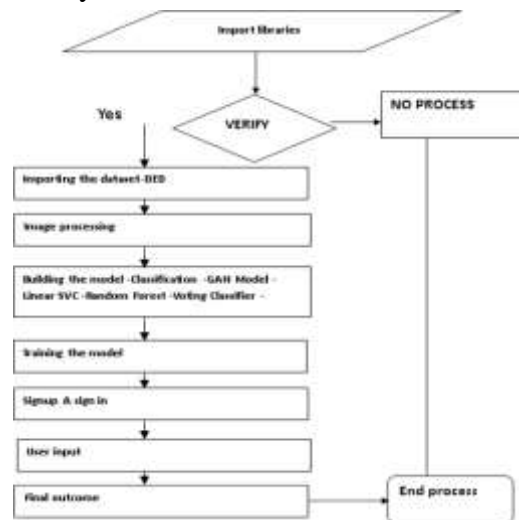 Import libraries
Yes
VERIFY
NO PROCESS
Importing the dataset-DED
Image processing
Building the model -Classification -GAN Model -
Linear SVC -Random Forest -Voting Classifier -
Training the model
Signup A sign in
User input
Final outcome
End process